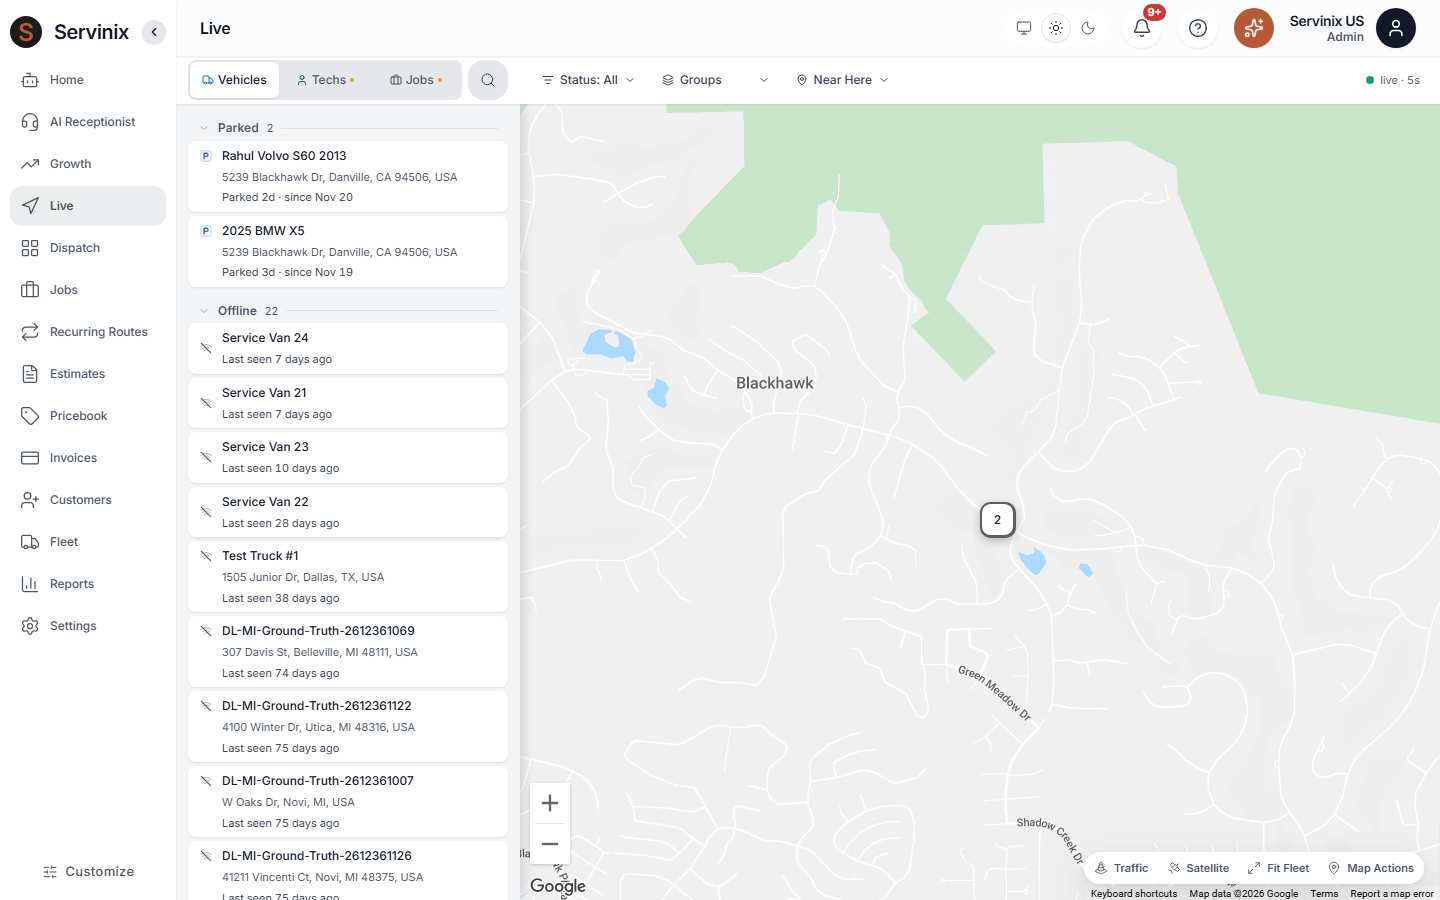 S Servinix
Home
AI Receptionist
Growth
Live
Dispatch
Jobs
Recurring Routes
Estimates
Pricebook
Invoices
Customers
Fleet
Reports
Settings
Customize
Live
9+
Servinix US
Admin
Vehicles Techs Jobs
Status: All Groups Near Here
live · 5s
Parked 2
P Rahul Volvo S60 2013
5239 Blackhawk Dr, Danville, CA 94506, USA
Parked 2d · since Nov 20
P 2025 BMW X5
5239 Blackhawk Dr, Danville, CA 94506, USA
Parked 3d · since Nov 19
Offline 22
Service Van 24
Last seen 7 days ago
Service Van 21
Last seen 7 days ago
Service Van 23
Last seen 10 days ago
Service Van 22
Last seen 28 days ago
Test Truck #1
1505 Junior Dr, Dallas, TX, USA
Last seen 38 days ago
DL-MI-Ground-Truth-2612361069
307 Davis St, Belleville, MI 48111, USA
Last seen 74 days ago
DL-MI-Ground-Truth-2612361122
4100 Winter Dr, Utica, MI 48316, USA
Last seen 75 days ago
DL-MI-Ground-Truth-2612361007
W Oaks Dr, Novi, MI, USA
Last seen 75 days ago
DL-MI-Ground-Truth-2612361126
41211 Vincenti Ct, Novi, MI 48375, USA
Last seen 75 days ago
Blackhawk
2
Green Meadow Dr
Shadow Creek Dr
Google
Traffic Satellite Fit Fleet Map Actions
Keyboard shortcuts Map data ©2026 Google Terms Report a map error